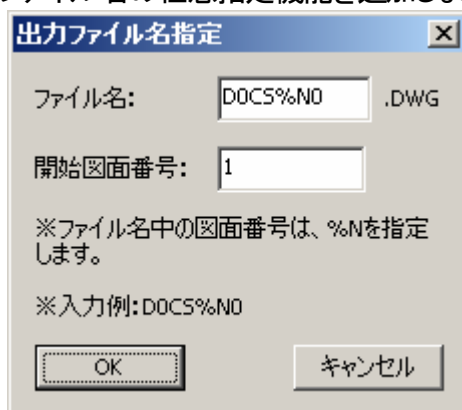 出力ファイル名指定
ファイル名: D0CS%N0 .DWG
開始図面番号: 1
※ファイル名中の図面番号は、%Nを指定
します。
※入力例:D0CS%N0
OK キャンセル